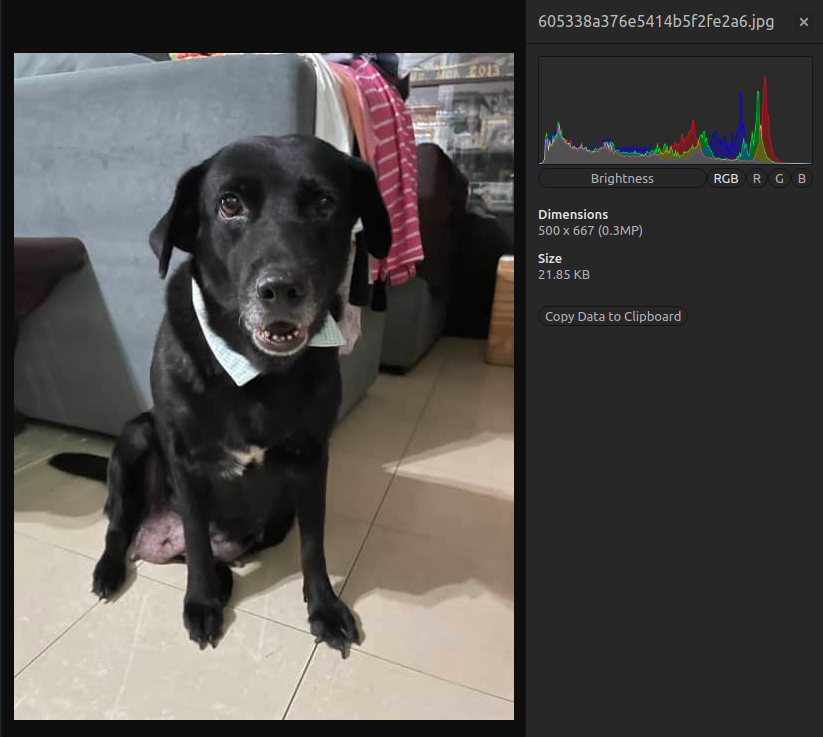 605338a376e5414b5f2fe2a6.jpg
Brightness RGB R G B
Dimensions
500 x 667 (0.3MP)
Size
21.85 KB
Copy Data to Clipboard